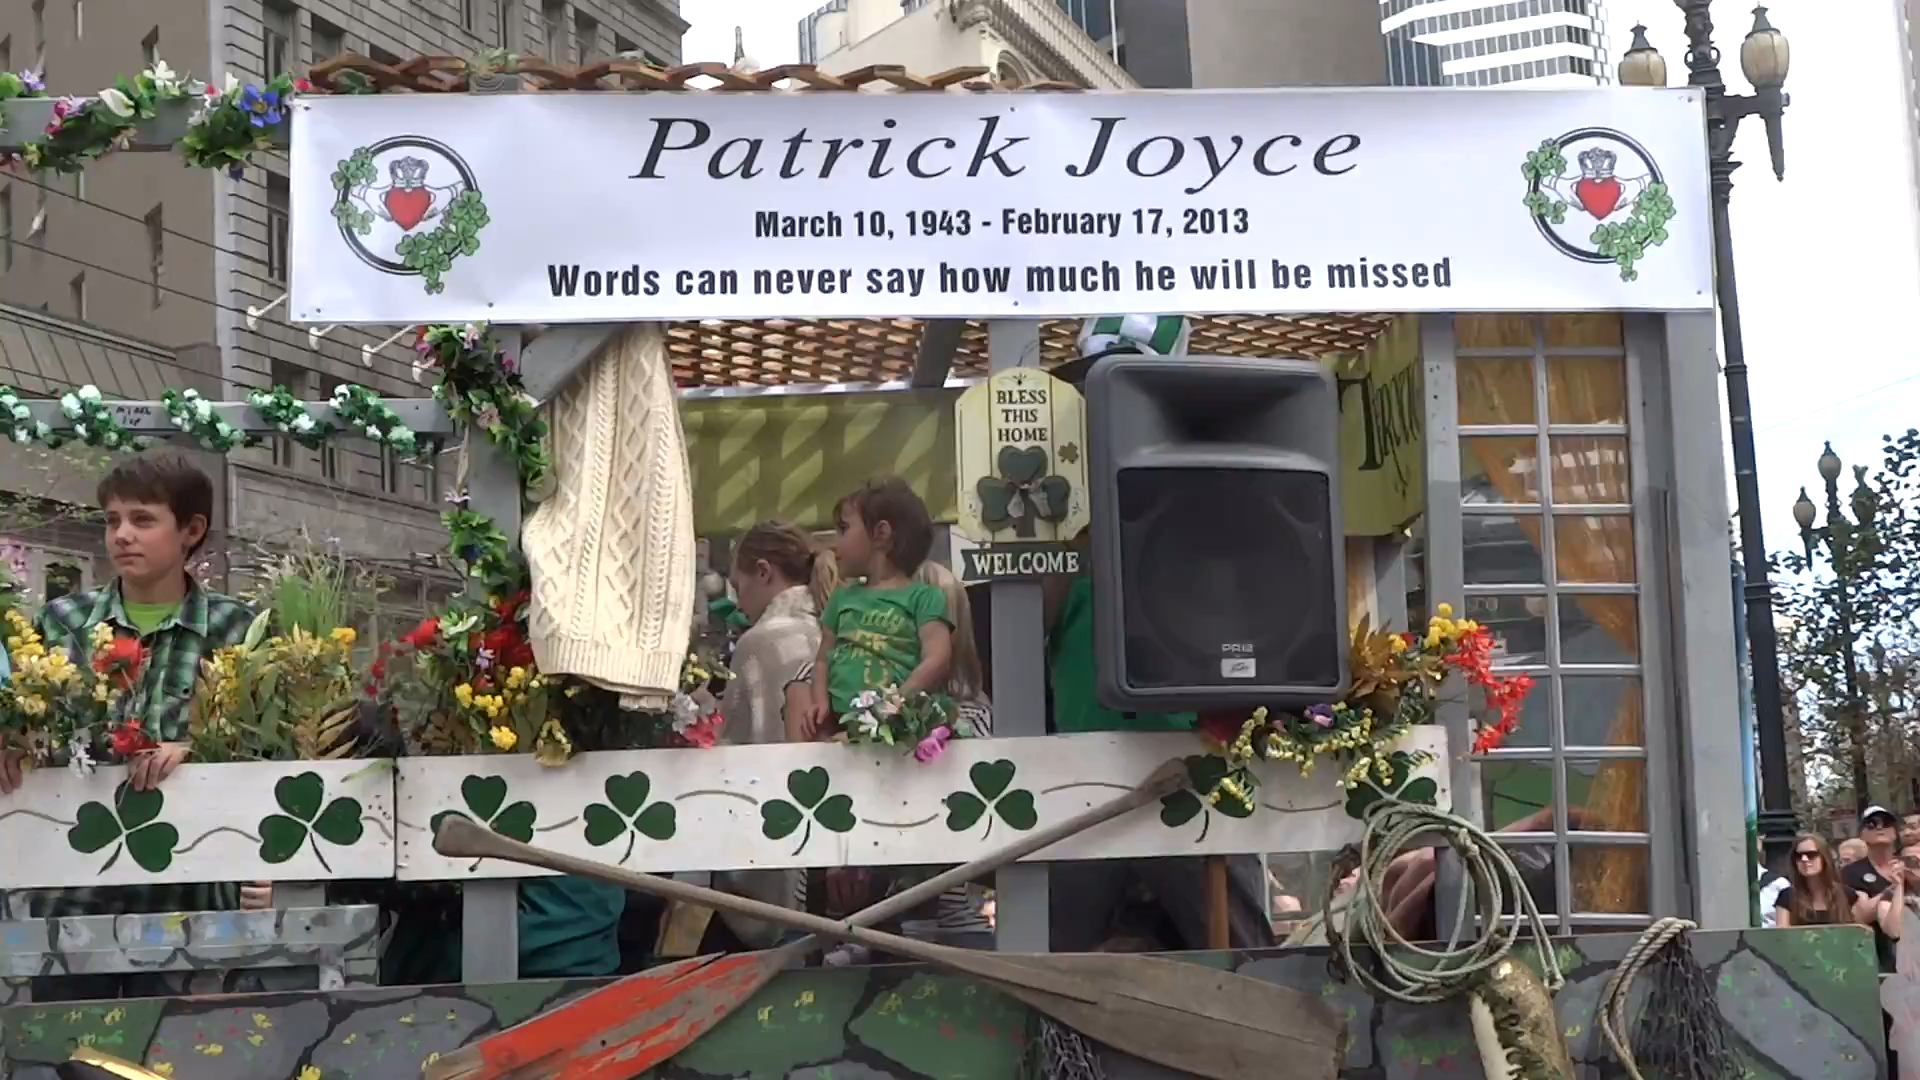 Patrick Joyce
March 10, 1943 - February 17, 2013
Words can never say how much he will be missed
BLESS
THIS
HOME
WELCOME
PR12